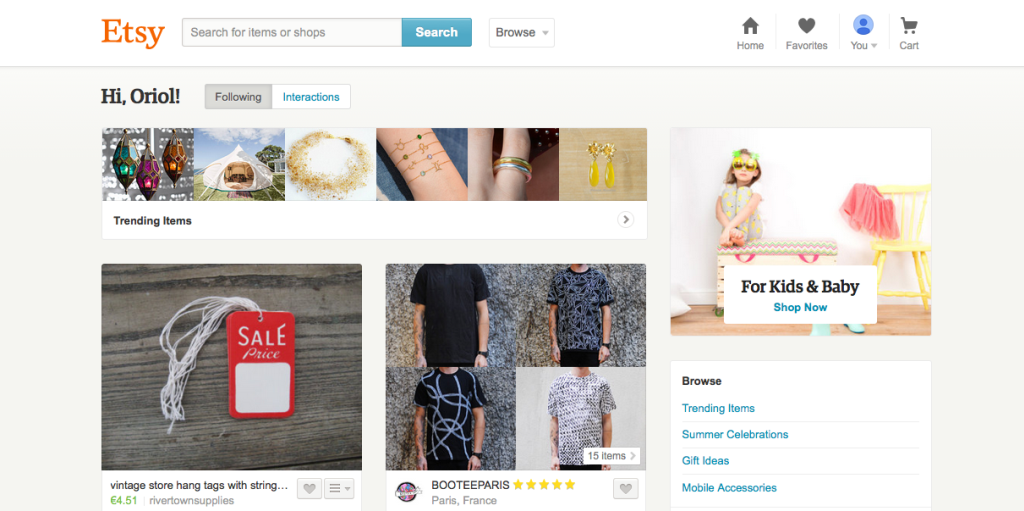 Etsy
Search for items or shops
Search
Browse
Home
Favorites
You
Cart
Hi, Oriol!
Following
Interactions
Trending Items
SALE
Price
vintage store hang tags with string...
€4.51
rivertownsupplies
15 items
BOOTEEPARIS
Paris, France
For Kids & Baby
Shop Now
Browse
Trending Items
Summer Celebrations
Gift Ideas
Mobile Accessories